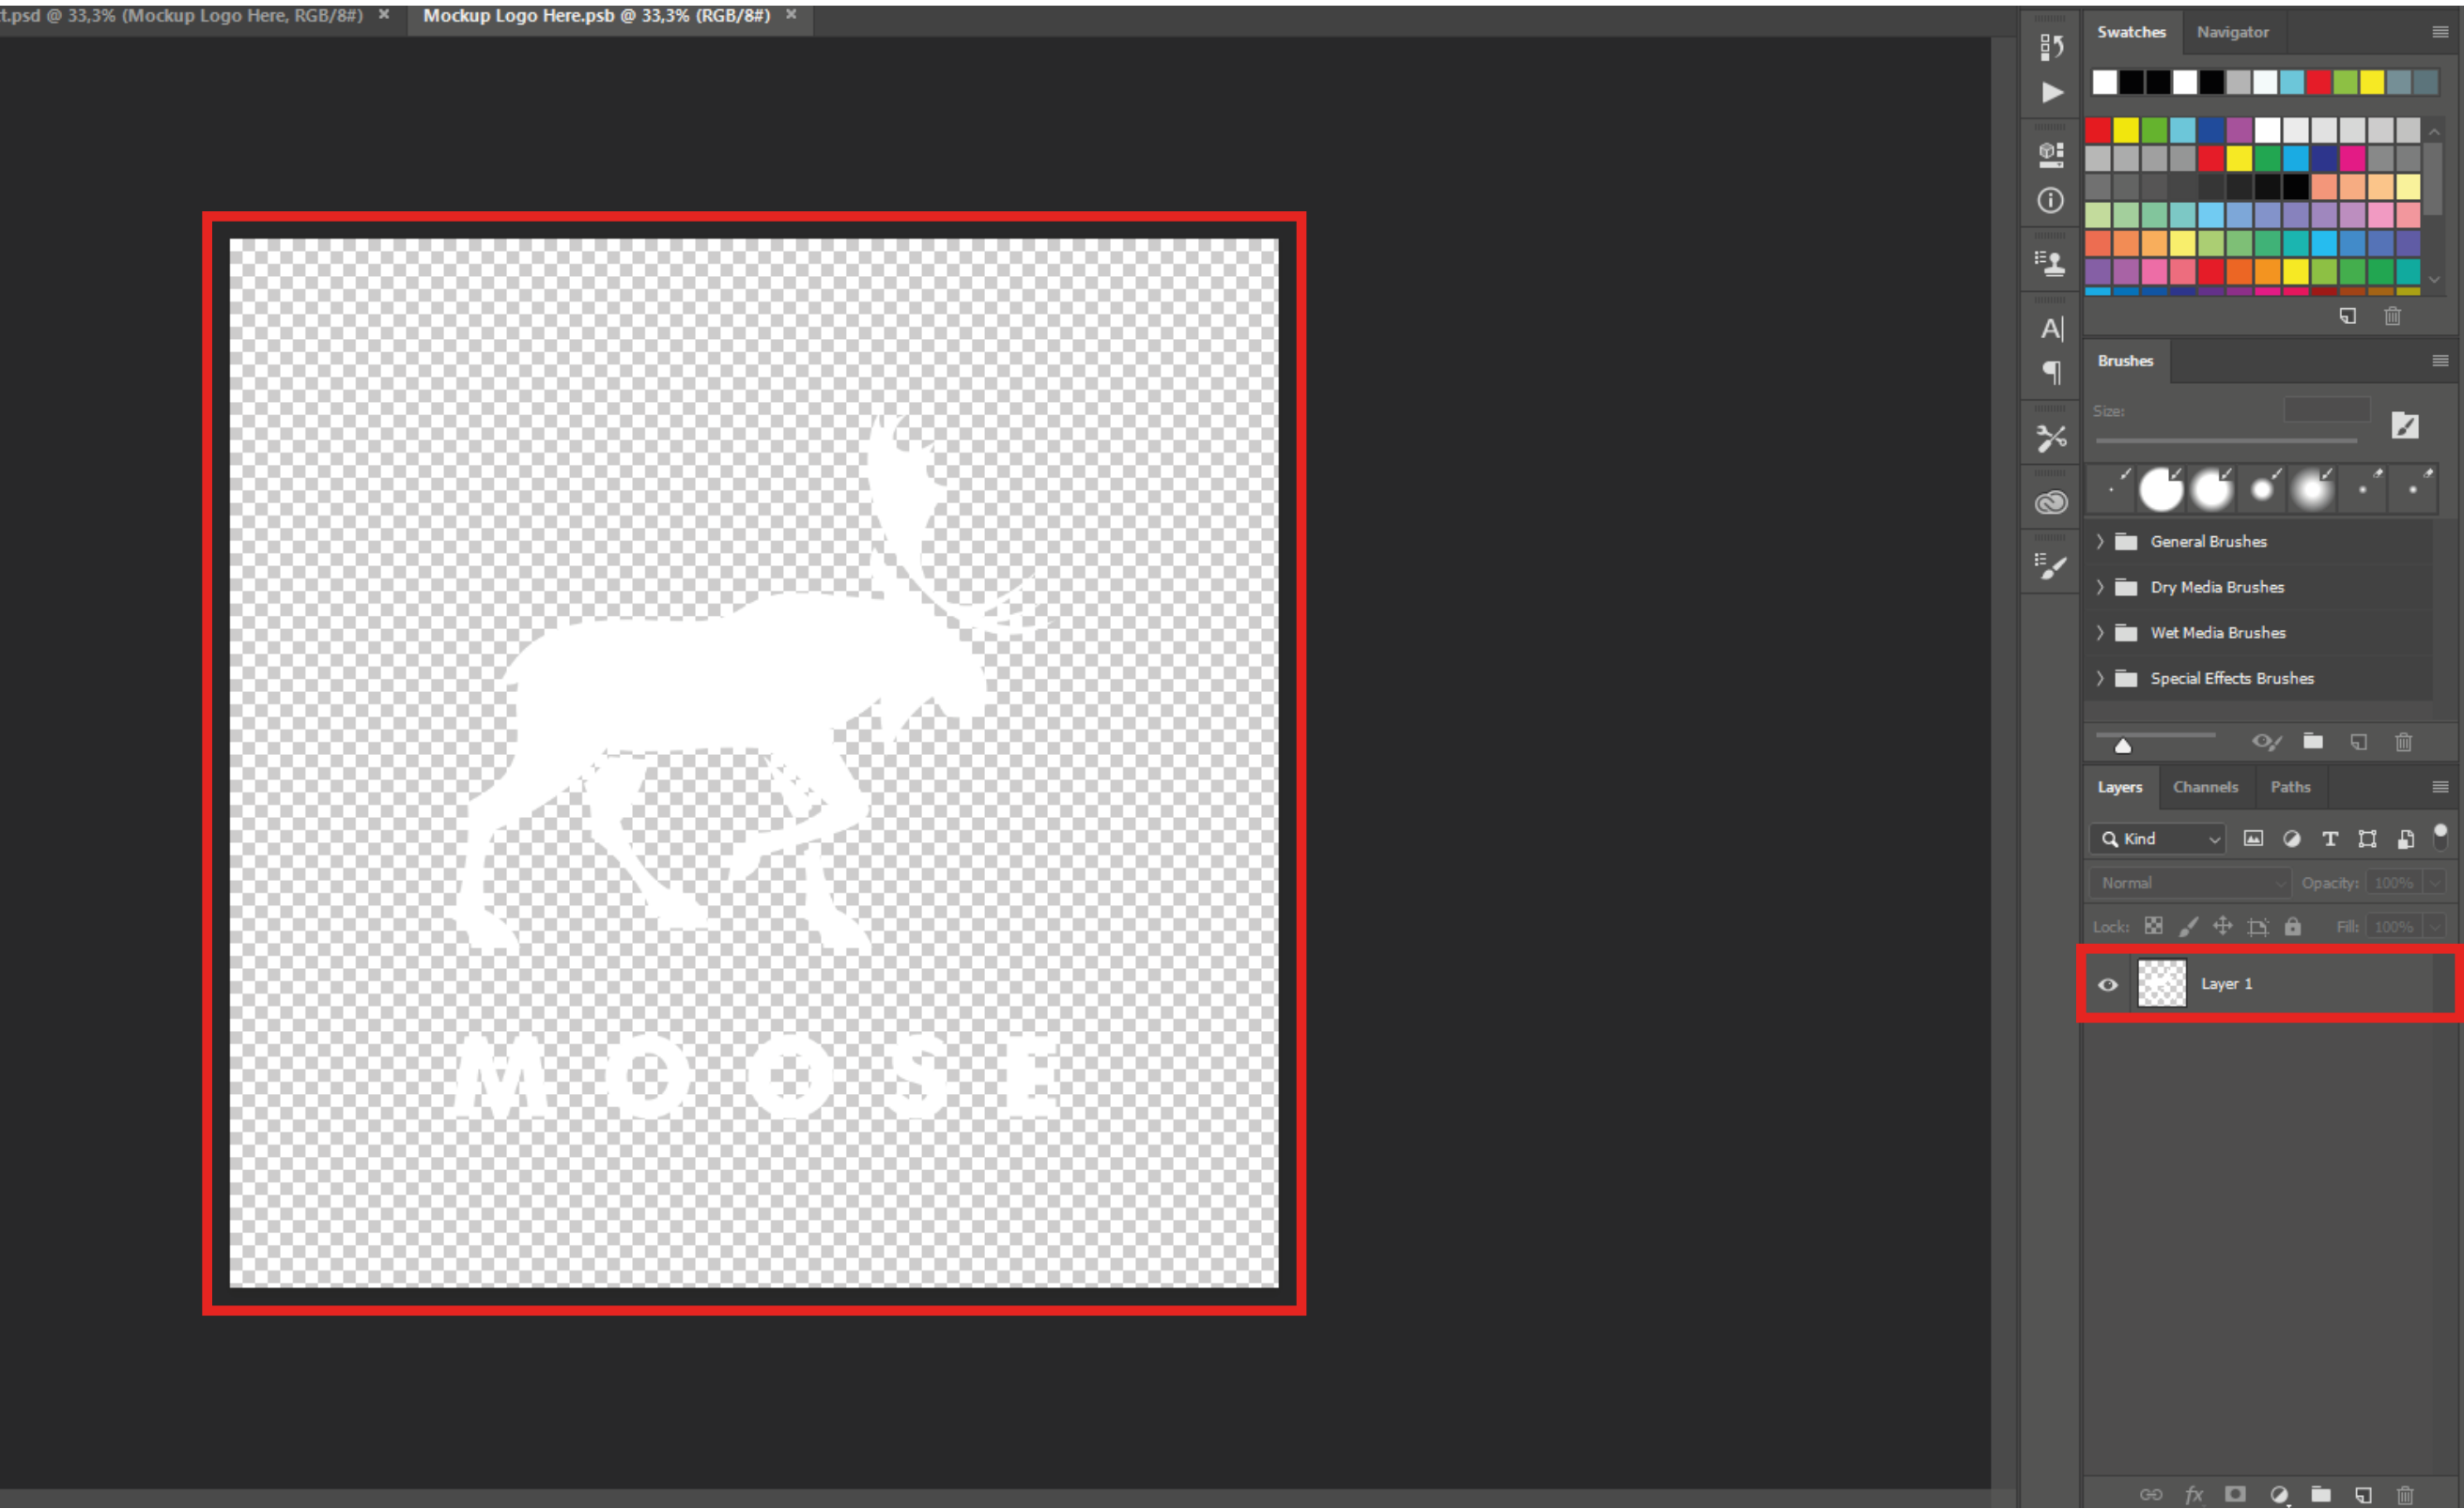 t.psd @ 33,3% (Mockup Logo Here, RGB/8#) ×
Mockup Logo Here.psb @ 33,3% (RGB/8#) ×
MOOSE
Swatches Navigator
Brushes
Size:
General Brushes
Dry Media Brushes
Wet Media Brushes
Special Effects Brushes
Layers Channels Paths
Kind
Normal Opacity: 100%
Lock: Fill: 100%
Layer 1
fx